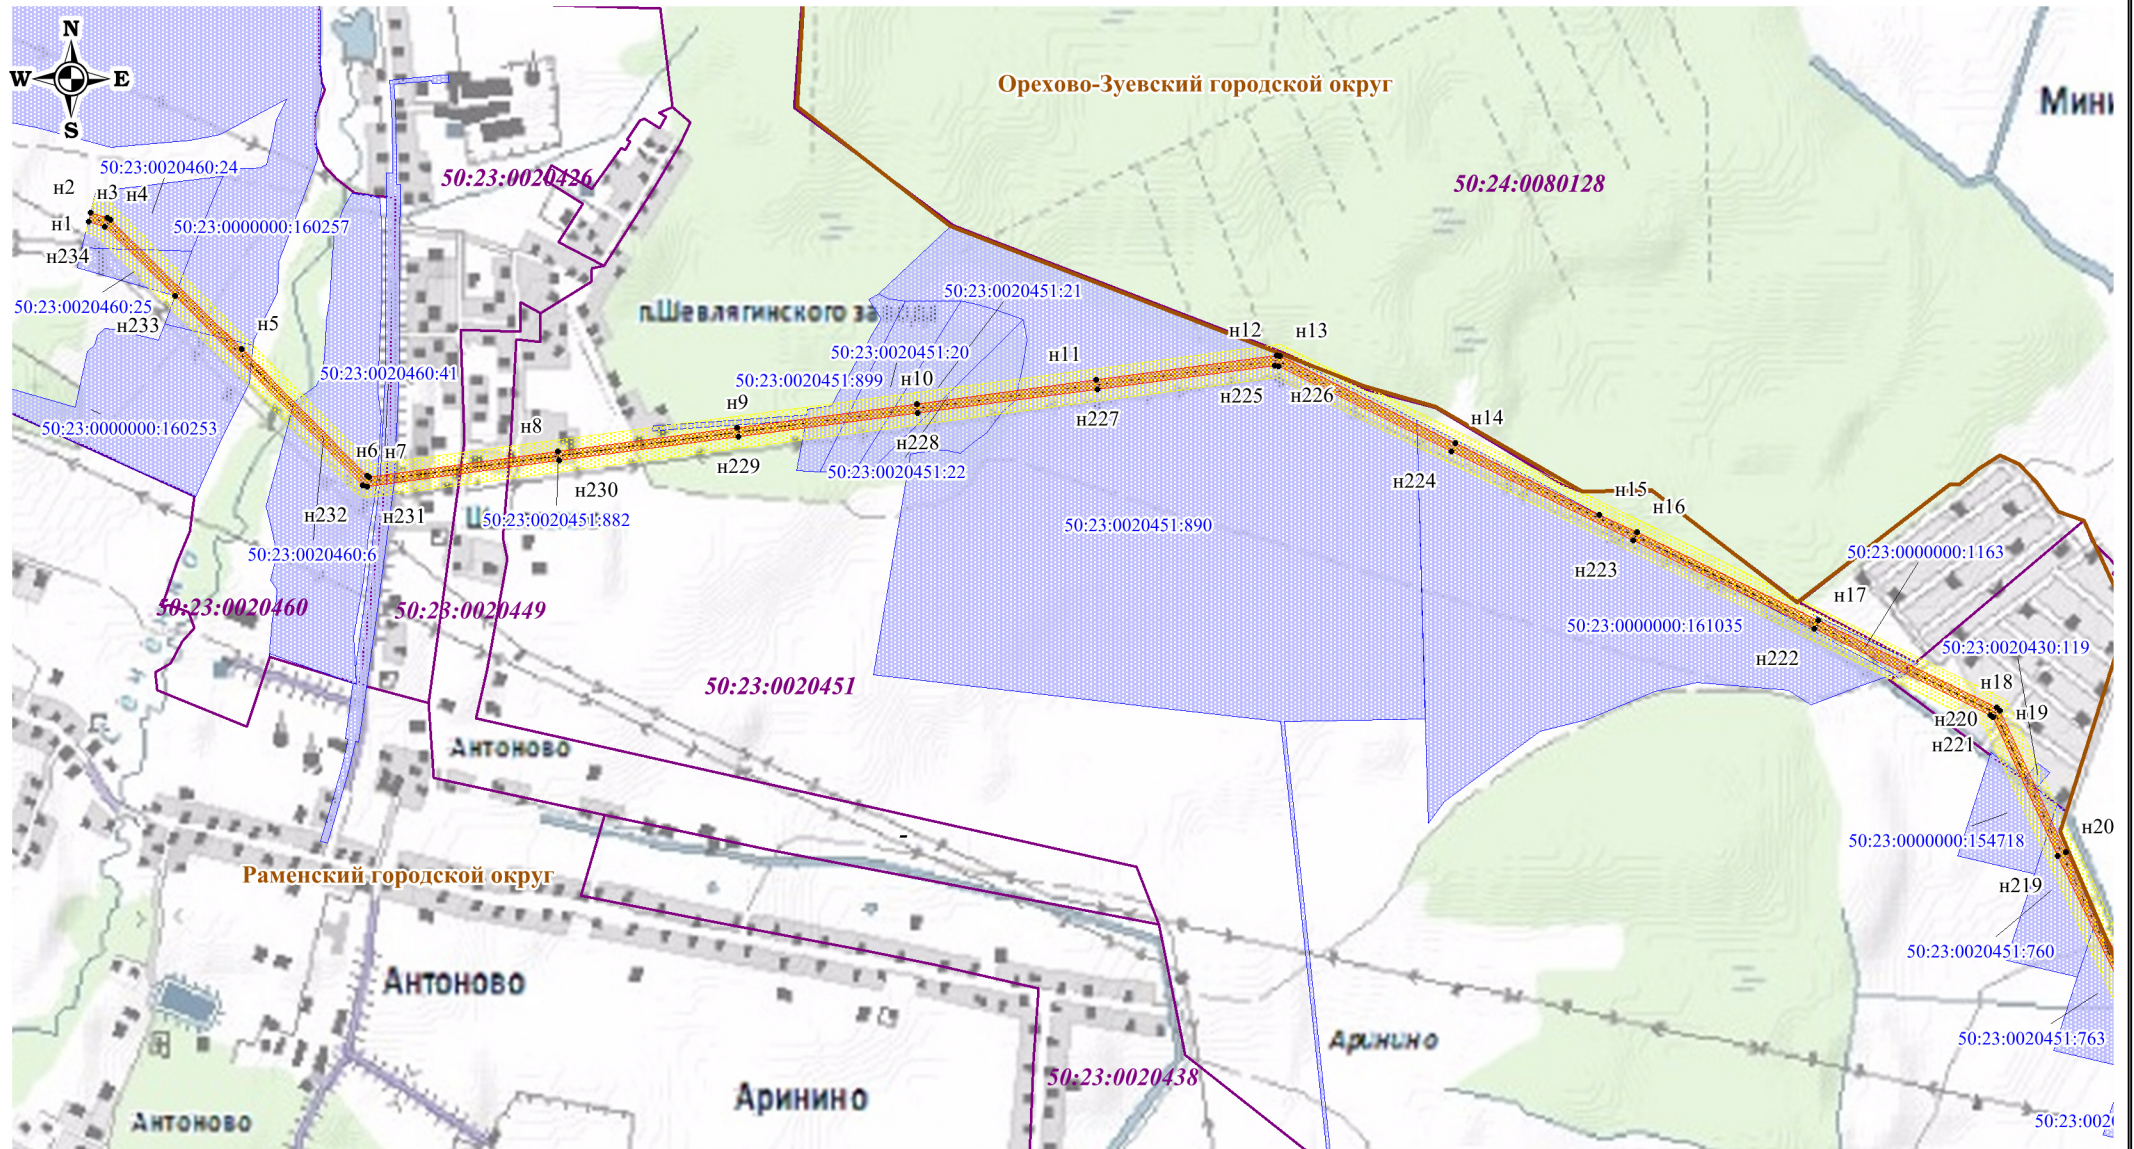 N
W E
S
Орехово-Зуевский городской округ
50:23:0020460:24
50:23:0020426
50:24:0080128
н2
н3
н4
н1
50:23:0000000:160257
н234
50:23:0020460:25
н233
н5
п.Шевлягинского завода
50:23:0020451:21
н12
н13
50:23:0020451:20
н11
50:23:0020460:41
50:23:0020451:899
н10
н225
н226
н9
50:23:0000000:160253
н8
н14
н227
н228
н6
н7
н229
50:23:0020451:22
н224
н230
н15
н16
н232
н231
50:23:0020451:882
50:23:0020451:890
50:23:0020460:6
50:23:0000000:1163
н223
н17
50:23:0020460
50:23:0020449
50:23:0000000:161035
50:23:0020430:119
н222
50:23:0020451
н18
н19
н220
н221
Антоново
н20
50:23:0000000:154718
Раменский городской округ
н219
50:23:0020451:760
Антоново
50:23:0020451:763
Аринино
50:23:0020438
Аринино
Антоново